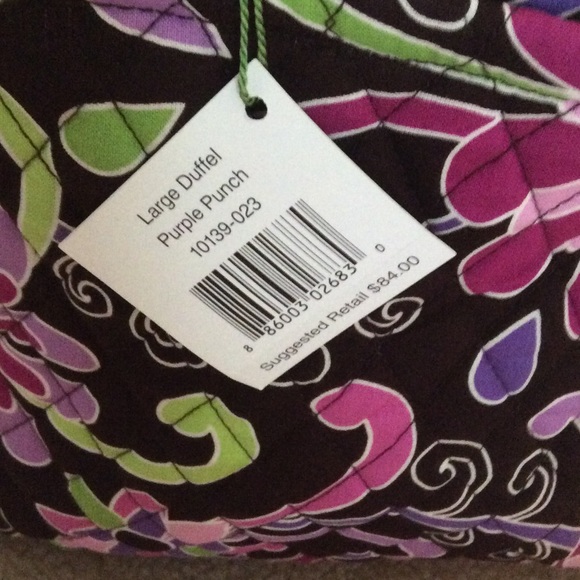 Large Duffel
Purple Punch
10139-023
8 86003 02683 0
Suggested Retail $84.00